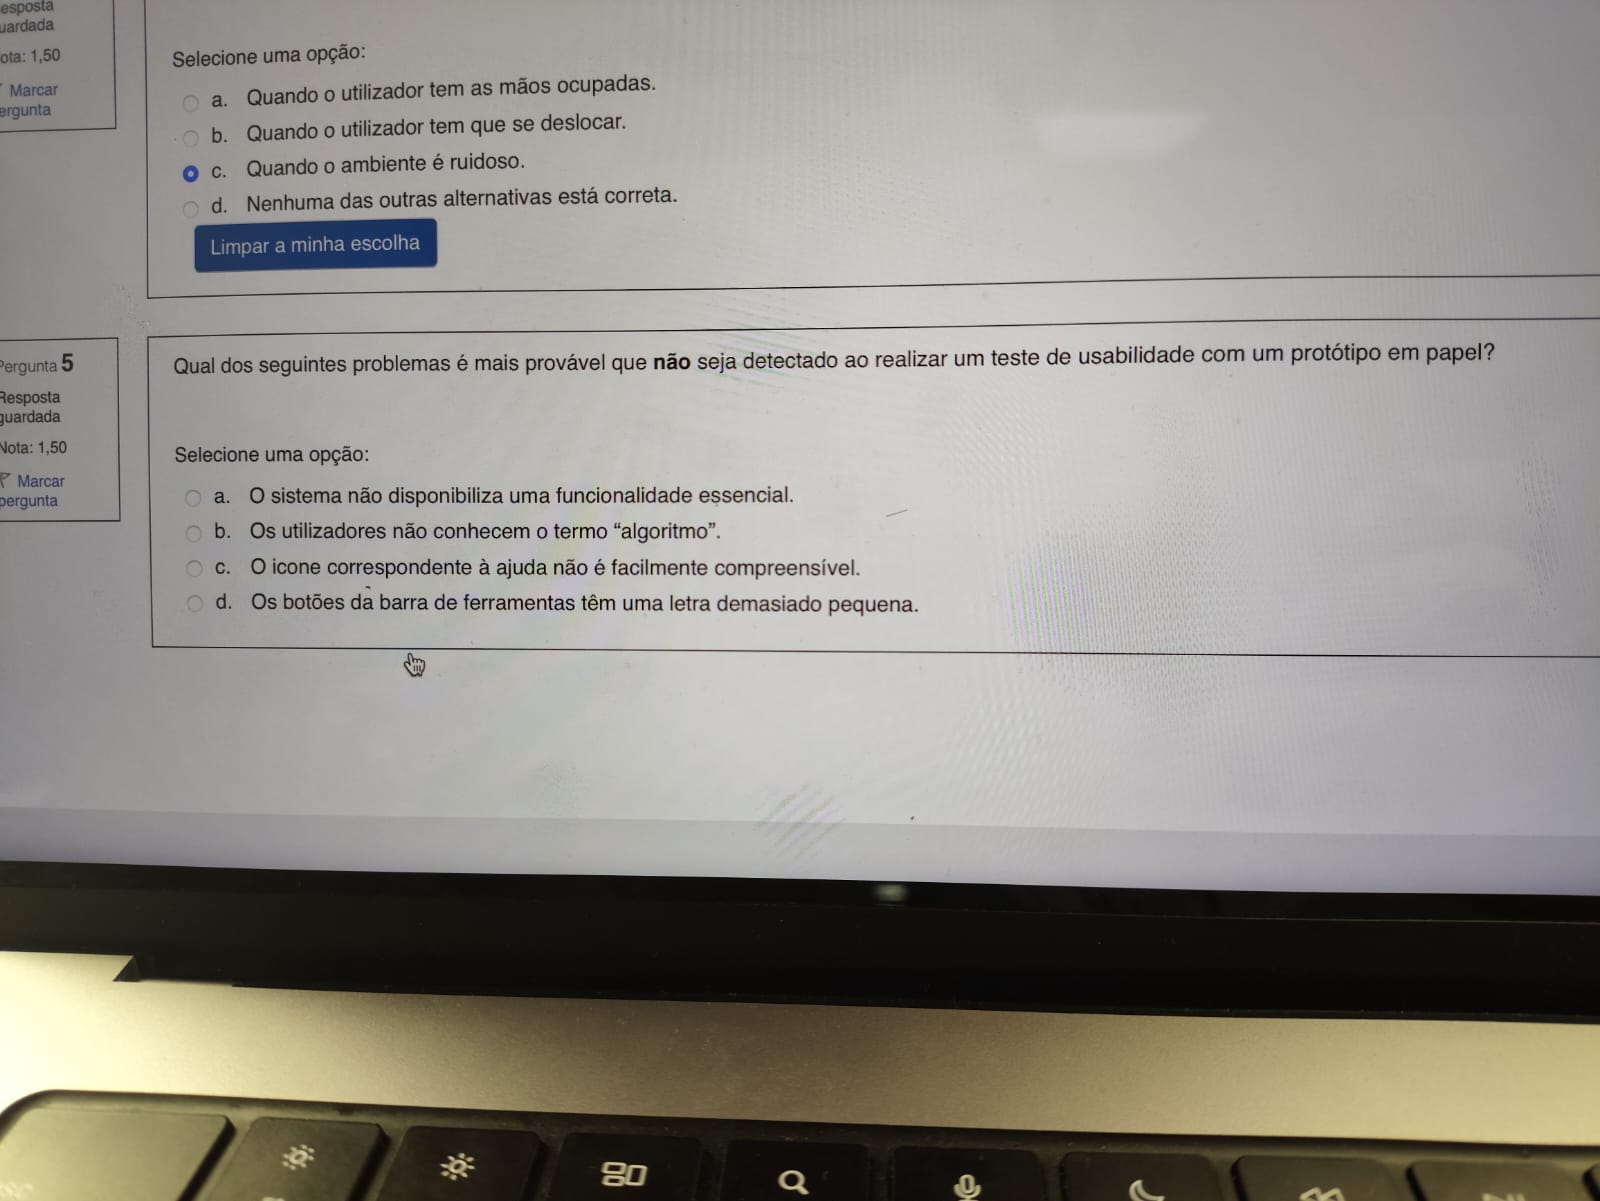 esposta
uardada
ota: 1,50
Marcar
ergunta
Selecione uma opção:
a. Quando o utilizador tem as mãos ocupadas.
b. Quando o utilizador tem que se deslocar.
c. Quando o ambiente é ruidoso.
d. Nenhuma das outras alternativas está correta.
Limpar a minha escolha
Pergunta 5
Resposta
guardada
Nota: 1,50
Marcar
pergunta
Qual dos seguintes problemas é mais provável que não seja detectado ao realizar um teste de usabilidade com um protótipo em papel?
Selecione uma opção:
a. O sistema não disponibiliza uma funcionalidade essencial.
b. Os utilizadores não conhecem o termo “algoritmo”.
c. O icone correspondente à ajuda não é facilmente compreensível.
d. Os botões da barra de ferramentas têm uma letra demasiado pequena.